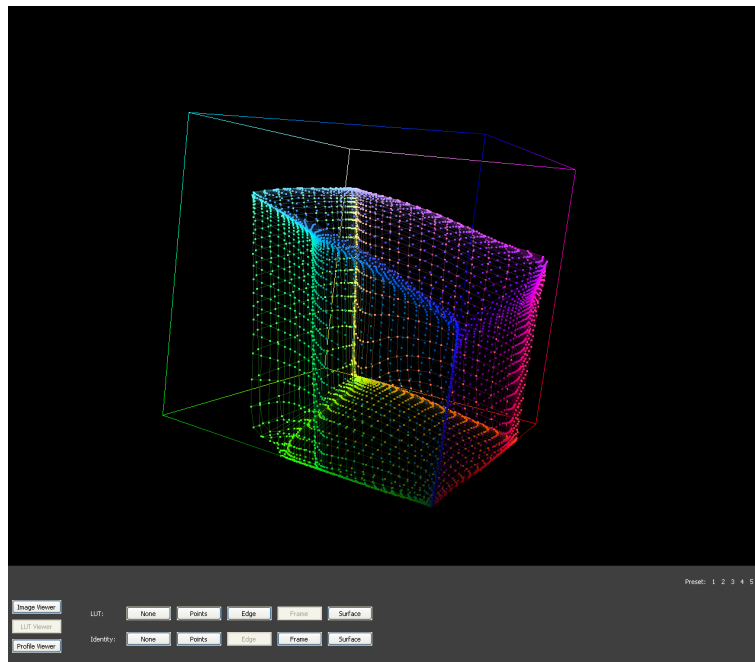 Preset: 1 2 3 4 5
Image Viewer
LUT: None Points Edge Frame Surface
LUT Viewer
Identity: None Points Edge Frame Surface
Profile Viewer